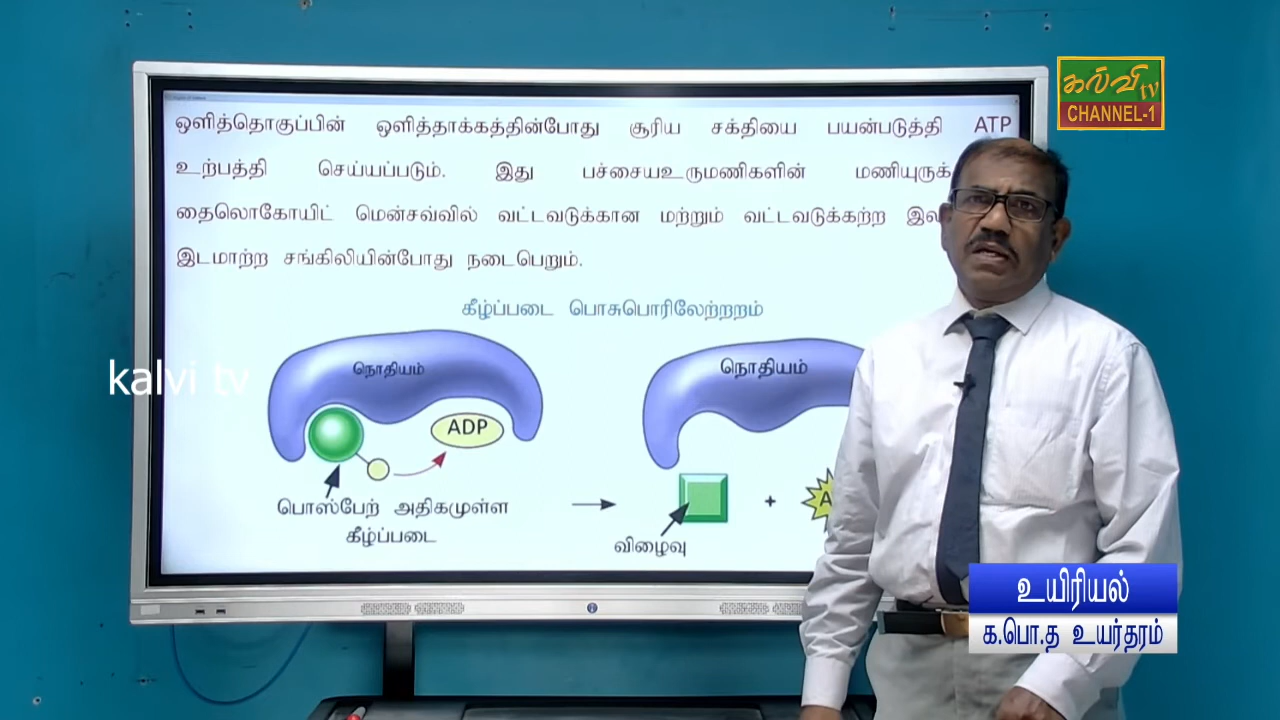 ஒளித்தொகுப்பின் ஒளிததாக்கத்தின்போது சூரிய சக்தியை பயன்படுத்தி ATP
உற்பத்தி செய்யப்படும். இது பச்சையஉருமணிகளின் மணியுருக்
தைலொகோயிட் மென்சவ்வில் வட்டவடுக்கான மற்றும் வட்டவடுக்கற்ற
இடமாற்ற சங்கிலியின்போது நடைபெறும்.
கீழ்ப்படை பொசுபொரிலேற்றறம்
நொதியம்
ADP
பொஸ்பேற் அதிகமுள்ள
கீழ்ப்படை
நொதியம்
+
விழைவு
kalvi tv
கல்வி tv
CHANNEL-1
உயிரியல்
க.பொ.த உயர்தரம்